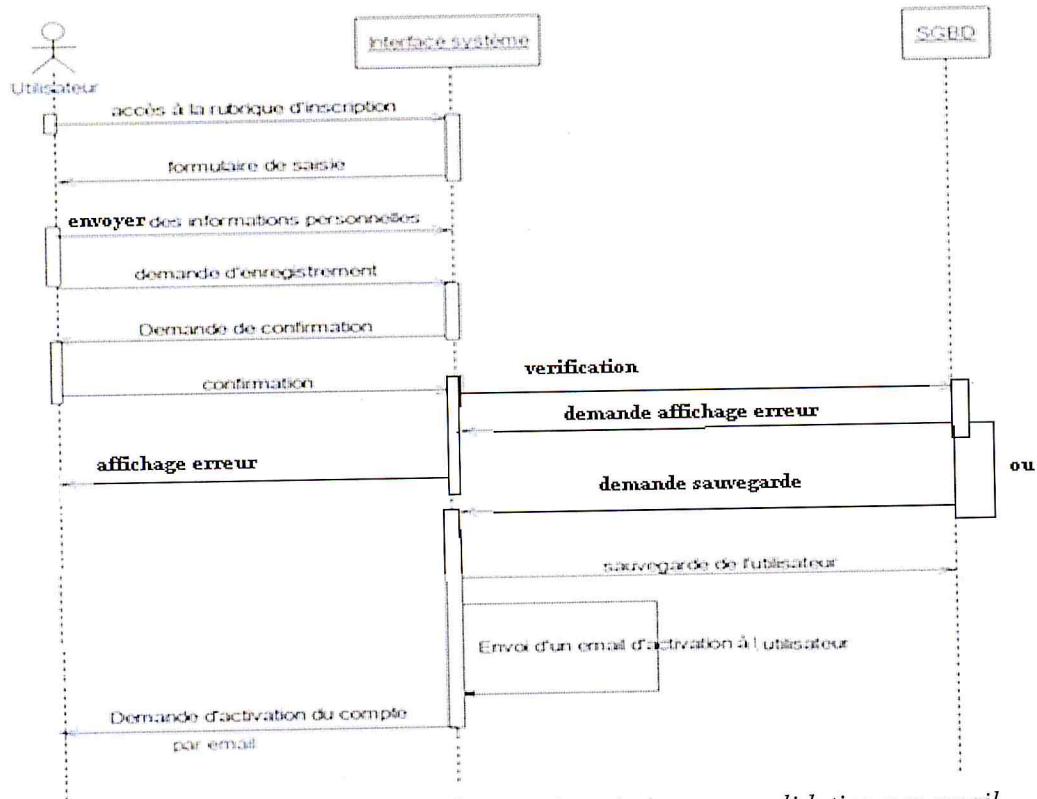 Interface système
SGBD
Utilisateur
accès à la rubrique d'inscription
formulaire de saisie
envoyer des informations personnelles
demande d'enregistrement
Demande de confirmation
confirmation
verification
demande affichage erreur
affichage erreur
ou
demande sauvegarde
sauvegarde de l'utilisateur
Envoi d'un email d'activation à l'utilisateur
Demande d'activation du compte
par email